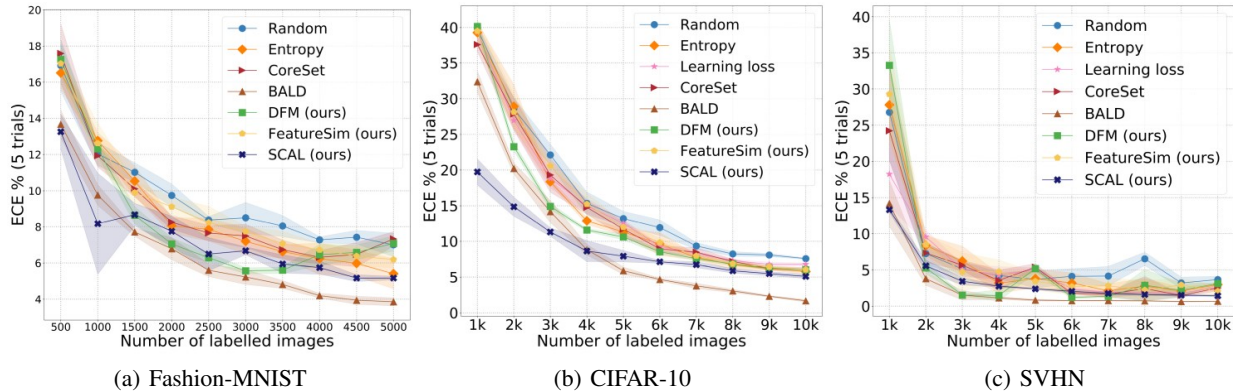 ECE % (5 trials)
20
18
16
14
12
10
8
6
4
500 1000 1500 2000 2500 3000 3500 4000 4500 5000
Number of labelled images
Random
Entropy
CoreSet
BALD
DFM (ours)
FeatureSim (ours)
SCAL (ours)
(a) Fashion-MNIST
ECE % (5 trials)
40
35
30
25
20
15
10
5
0
1k 2k 3k 4k 5k 6k 7k 8k 9k 10k
Number of labelled images
Random
Entropy
Learning loss
CoreSet
BALD
DFM (ours)
FeatureSim (ours)
SCAL (ours)
(b) CIFAR-10
ECE % (5 trials)
40
30
20
10
0
1k 2k 3k 4k 5k 6k 7k 8k 9k 10k
Number of labelled images
Random
Entropy
Learning loss
CoreSet
BALD
DFM (ours)
FeatureSim (ours)
SCAL (ours)
(c) SVHN